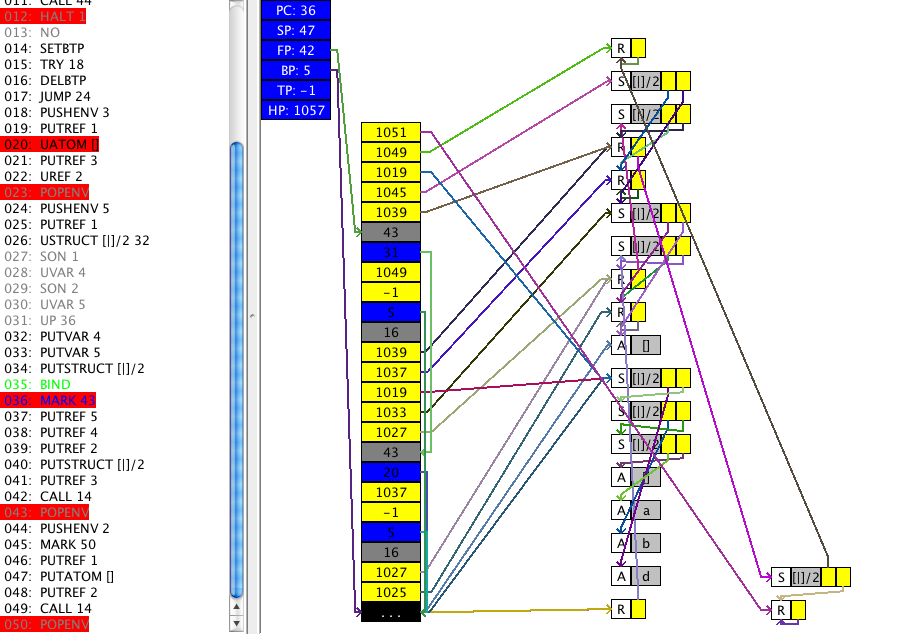 011: CALL 44
012: HALT 1
013: NO
014: SETBTP
015: TRY 18
016: DELBTP
017: JUMP 24
018: PUSHENV 3
019: PUTREF 1
020: UATOM []
021: PUTREF 3
022: UREF 2
023: POPENV
024: PUSHENV 5
025: PUTREF 1
026: USTRUCT [|]/2 32
027: SON 1
028: UVAR 4
029: SON 2
030: UVAR 5
031: UP 36
032: PUTVAR 4
033: PUTVAR 5
034: PUTSTRUCT [|]/2
035: BIND
036: MARK 43
037: PUTREF 5
038: PUTREF 4
039: PUTREF 2
040: PUTSTRUCT [|]/2
041: PUTREF 3
042: CALL 14
043: POPENV
044: PUSHENV 2
045: MARK 50
046: PUTREF 1
047: PUTATOM []
048: PUTREF 2
049: CALL 14
050: POPENV
PC: 36
SP: 47
FP: 42
BP: 5
TP: -1
HP: 1057
1051
1049
1019
1045
1039
43
31
1049
-1
5
16
1039
1037
1019
1033
1027
43
20
1037
-1
5
16
1027
1025
...
R
S [|]/2
S [|]/2
R
R
S [|]/2
S [|]/2
R
R
A []
S [|]/2
S [|]/2
S [|]/2
A []
A a
A b
A d
R
S [|]/2
R